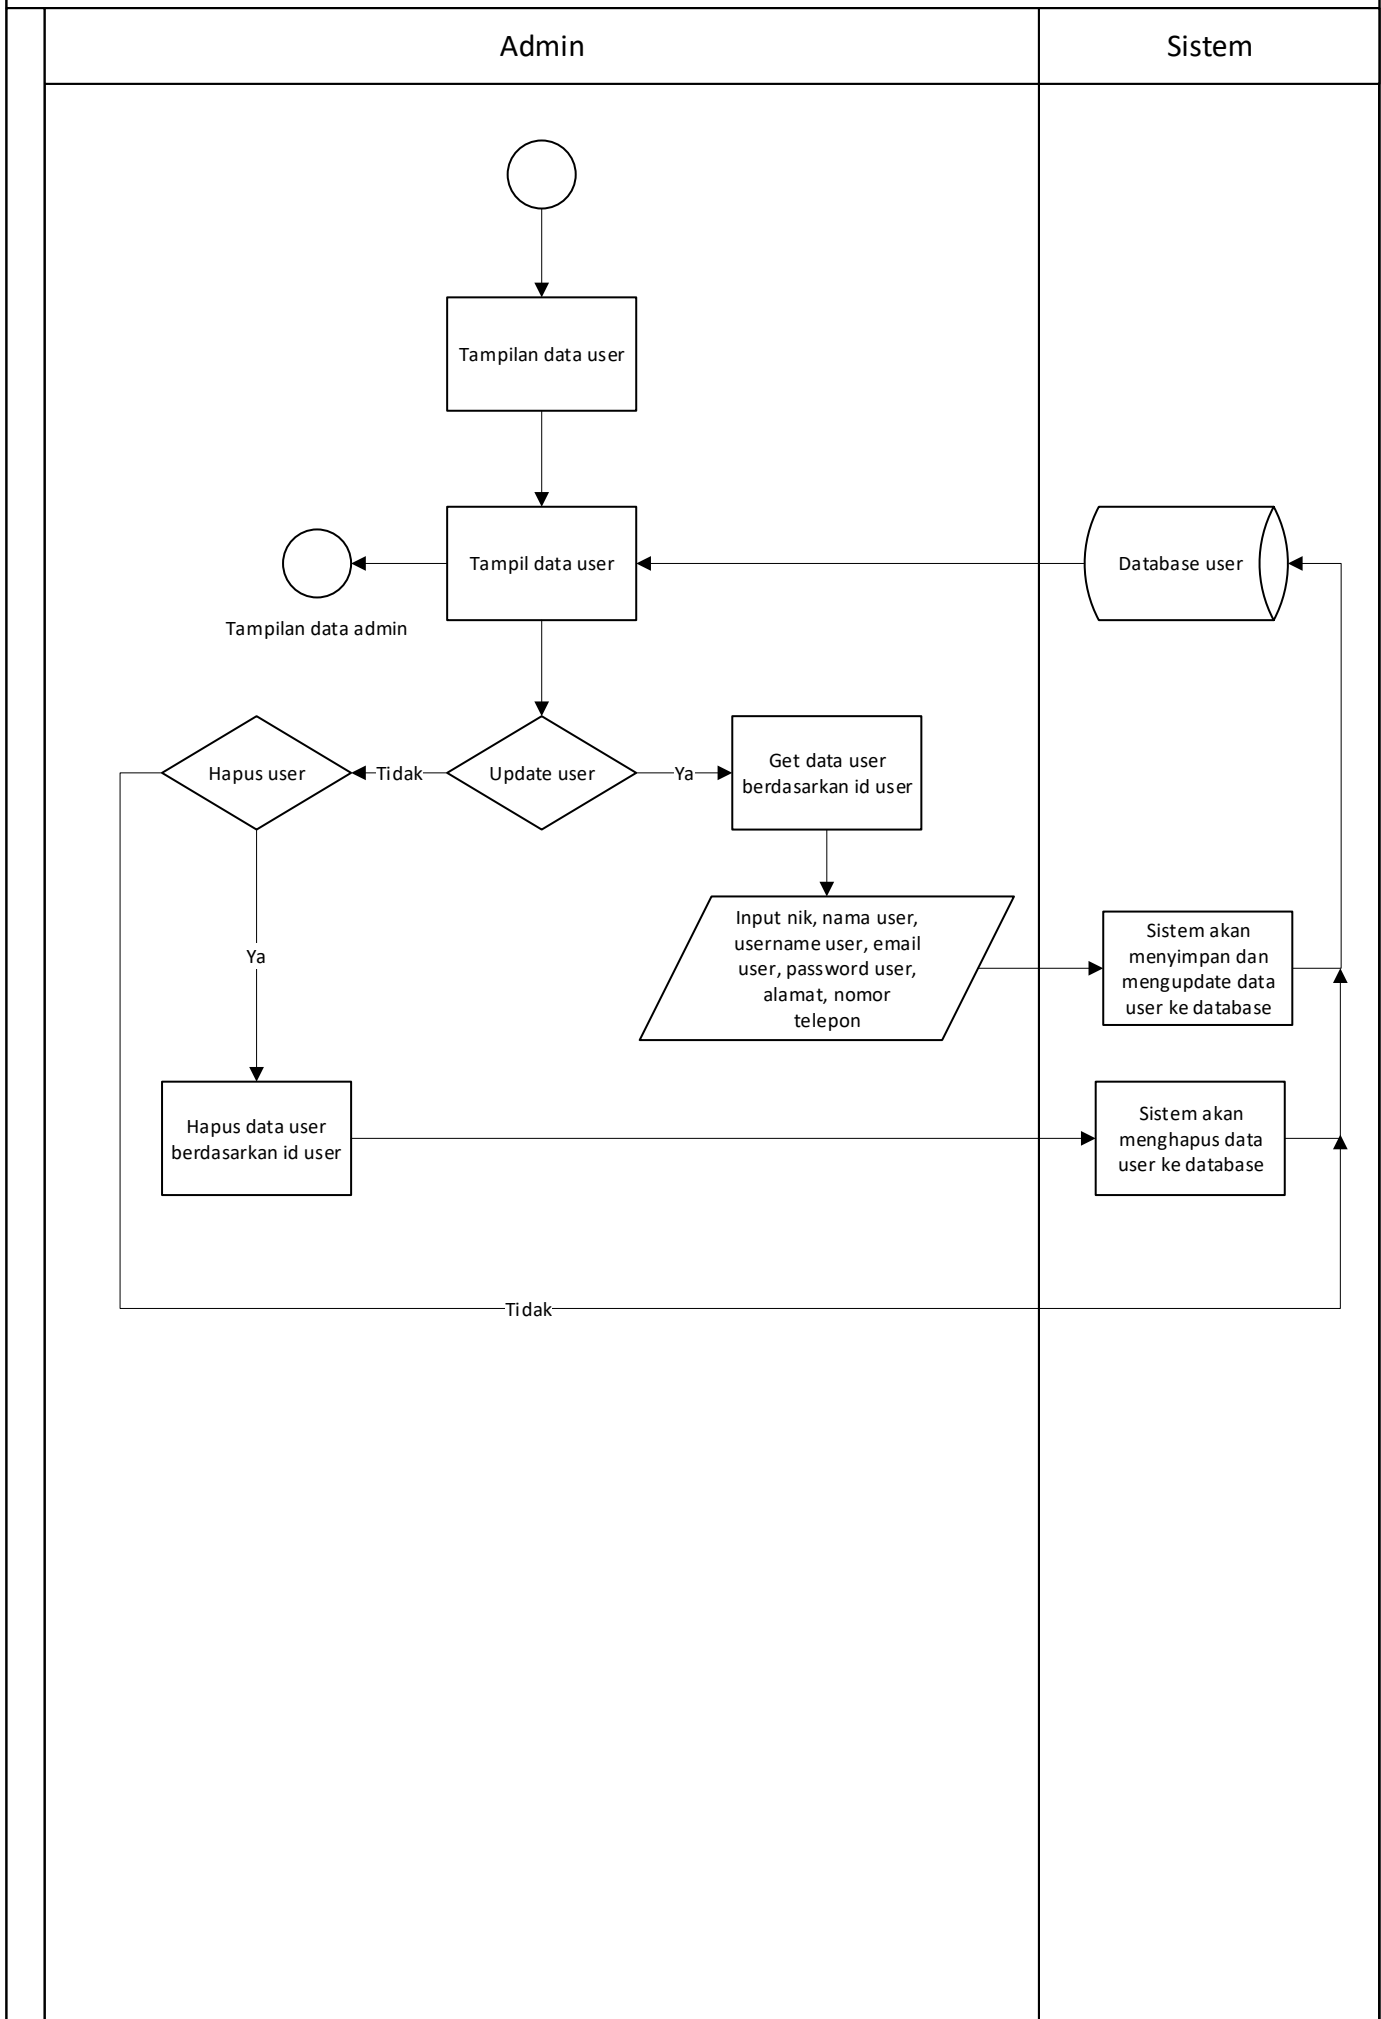 Admin
Sistem
Tampilan data user
Tampil data user
Database user
Tampilan data admin
Hapus user
Tidak
Update user
Ya
Get data user
berdasarkan id user
Input nik, nama user,
username user, email
user, password user,
alamat, nomor
telepon
Sistem akan
menyimpan dan
mengupdate data
user ke database
Ya
Hapus data user
berdasarkan id user
Sistem akan
menghapus data
user ke database
Tidak